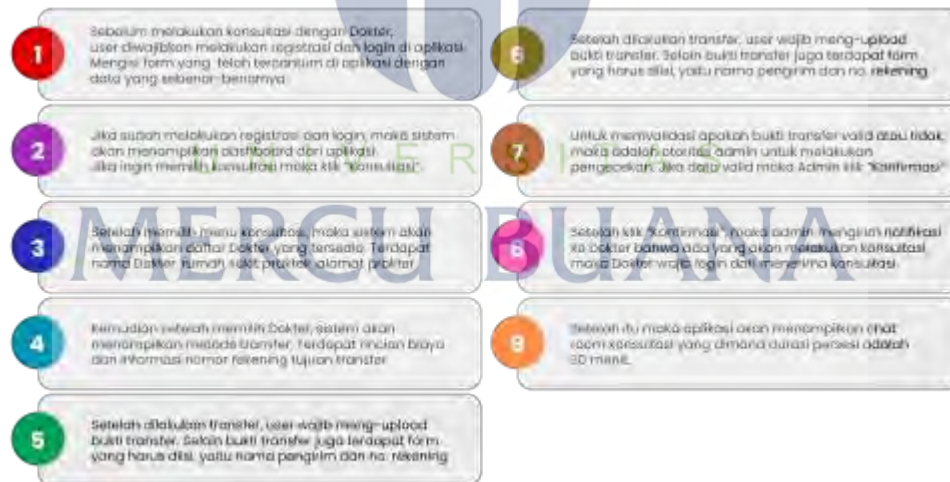 1
Sebelum melakukan konsultasi dengan Dokter,
user diwajibkan melakukan registrasi dan login di aplikasi
Mengisi form yang telah tercantum di aplikasi dengan
data yang sebenar-benarnya
2
Jika sudah melakukan registrasi dan login, maka sistem
akan menampilkan dashboard dari aplikasi
Jika ingin memilih konsultasi maka klik "Konsultasi"
3
Setelah memilih menu konsultasi, maka sistem akan
menampilkan daftar Dokter yang tersedia. Terdapat
nama Dokter rumah sakit praktek alamat
4
Kemudian setelah memilih Dokter, sistem akan
menampilkan metode transfer. Terdapat rincian biaya
dan informasi nomor rekening tujuan transfer
5
Setelah dilakukan transfer, user wajib meng-upload
bukti transfer. Selain bukti transfer juga terdapat form
yang harus diisi, yaitu nama pengirim dan no. rekening
6
Setelah dilakukan transfer, user wajib meng-upload
bukti transfer. Selain bukti transfer juga terdapat form
yang harus diisi, yaitu nama pengirim dan no. rekening
7
Untuk memvalidasi apakah bukti transfer valid atau tidak
maka adalah otoritas admin untuk melakukan
pengecekan. Jika data valid maka Admin klik "Konfirmasi"
8
Setelah klik "konfirmasi", maka admin mengirim notifikasi
ke Dokter bahwa ada yang akan melakukan konsultasi,
maka Dokter wajib login dan menerima konsultasi
9
Setelah itu maka aplikasi akan menampilkan chat
room konsultasi yang dimana durasi persesi adalah
30 menit.
UNIVERSITAS
MERCU BUANA